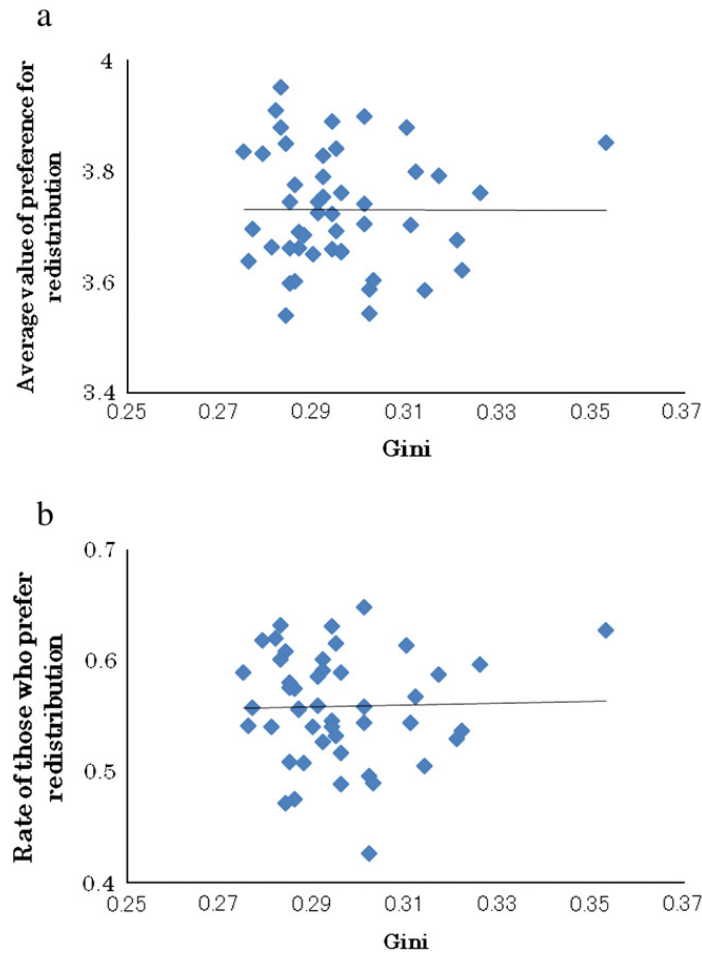 a
Average value of preference for
redistribution
4
3.8
3.6
3.4
0.25 0.27 0.29 0.31 0.33 0.35 0.37
Gini
b
Rate of those who prefer
redistribution
0.7
0.6
0.5
0.4
0.25 0.27 0.29 0.31 0.33 0.35 0.37
Gini